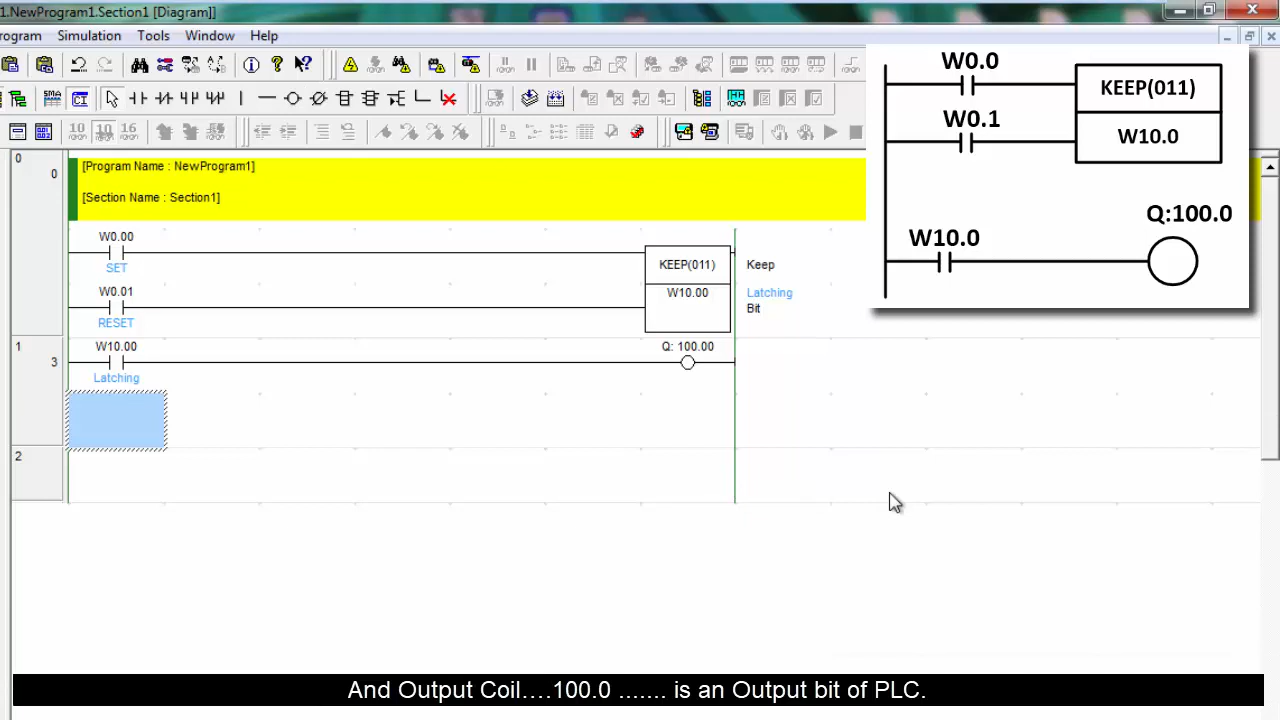 1.NewProgram1.Section1 [Diagram]]
rogram Simulation Tools Window Help
10 10 16
W0.0
KEEP(011)
W0.1
W10.0
Q:100.0
W10.0
0
0
[Program Name : NewProgram1]
[Section Name : Section1]
W0.00
SET
KEEP(011)
Keep
W0.01
W10.00
Latching
Bit
RESET
1
3
W10.00
Q: 100.00
Latching
2
And Output Coil....100.0 ....... is an Output bit of PLC.